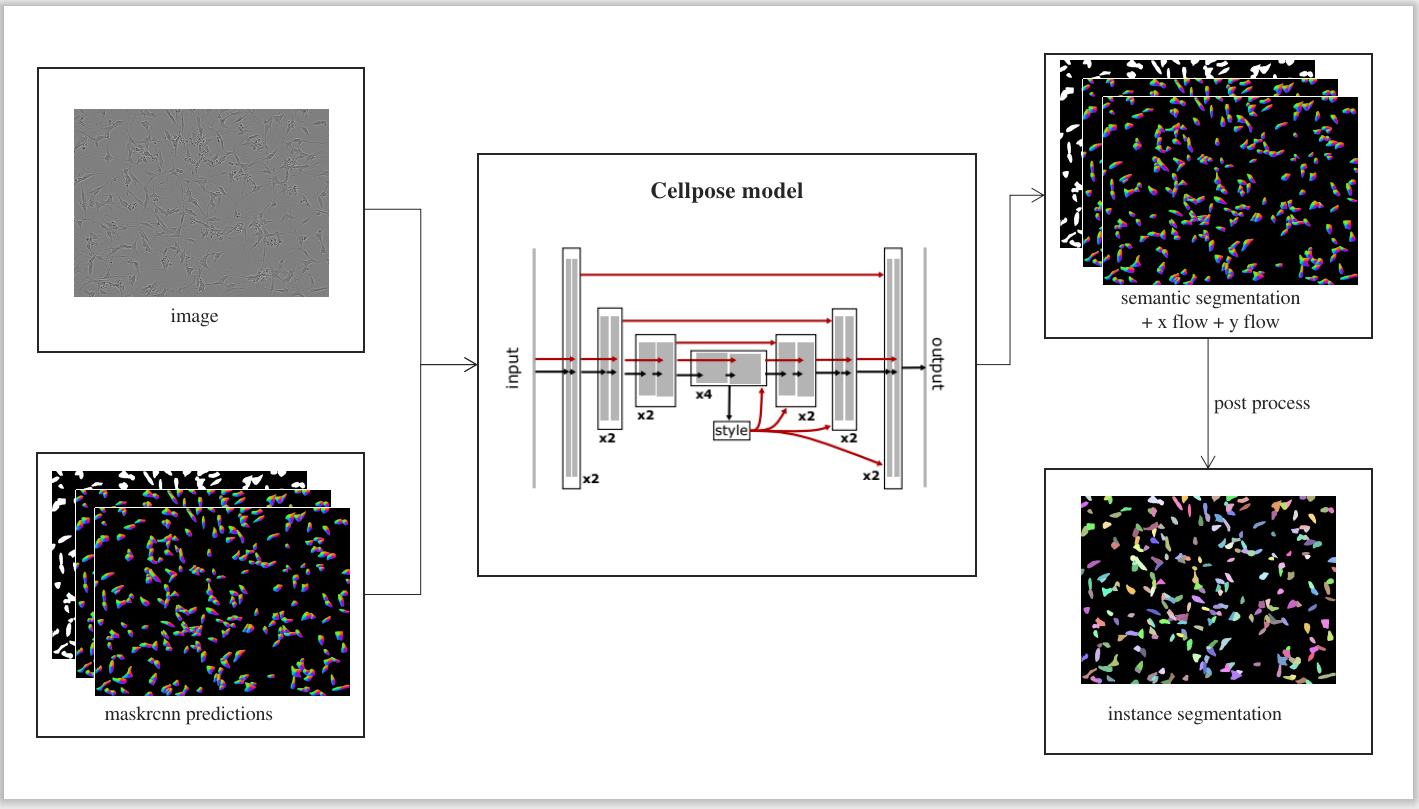 image
maskrcnn predictions
Cellpose model
input
x2
x2
x2
x4
style
x2
x2
x2
output
semantic segmentation
+ x flow + y flow
post process
instance segmentation